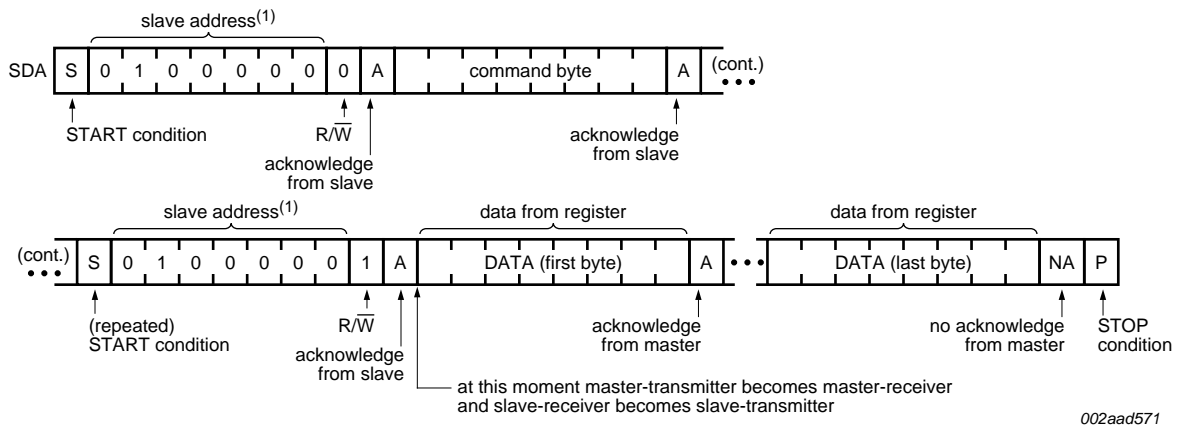 slave address(1)
SDA S 0 1 0 0 0 0 0 0 A command byte A (cont.)
START condition R/W̅ acknowledge from slave acknowledge from slave
slave address(1) data from register data from register
(cont.) S 0 1 0 0 0 0 0 1 A DATA (first byte) A DATA (last byte) NA P
(repeated)
START condition
R/W̅
acknowledge
from slave
acknowledge
from master
no acknowledge
from master
STOP
condition
at this moment master-transmitter becomes master-receiver
and slave-receiver becomes slave-transmitter
002aad571